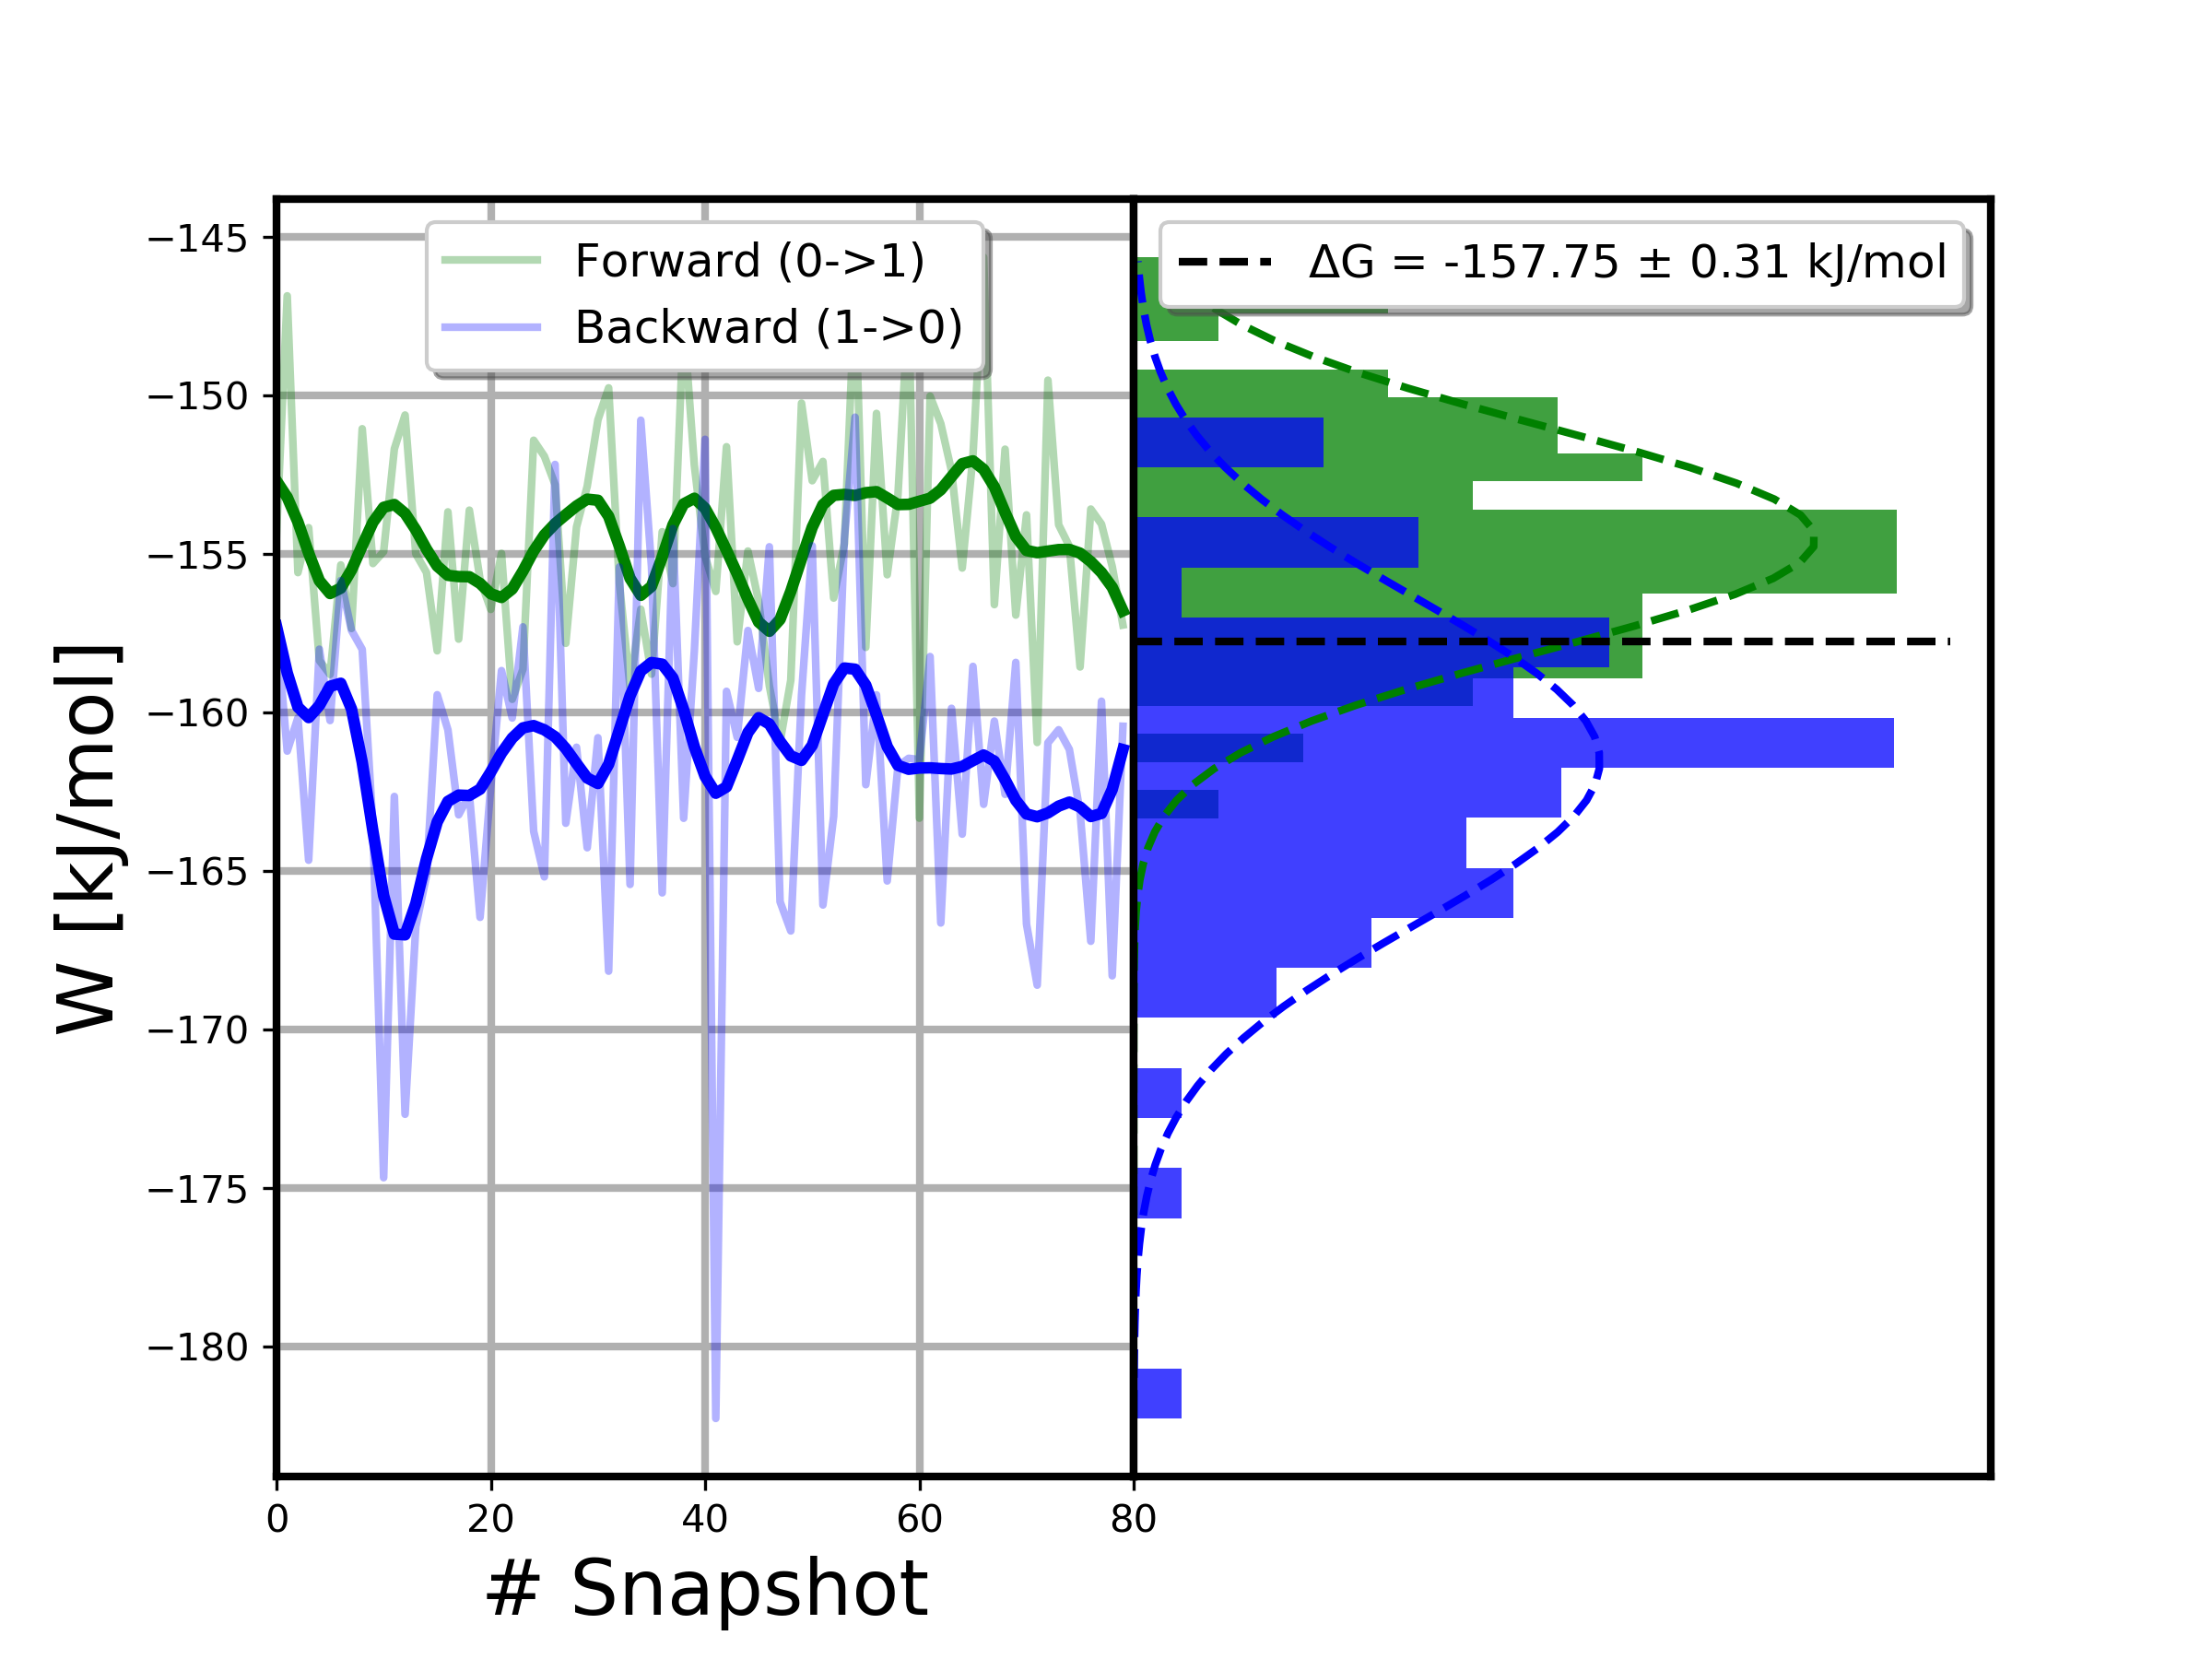 W [kJ/mol]
−145
−150
−155
−160
−165
−170
−175
−180
Forward (0->1)
Backward (1->0)
ΔG = -157.75 ± 0.31 kJ/mol
0 20 40 60 80
# Snapshot